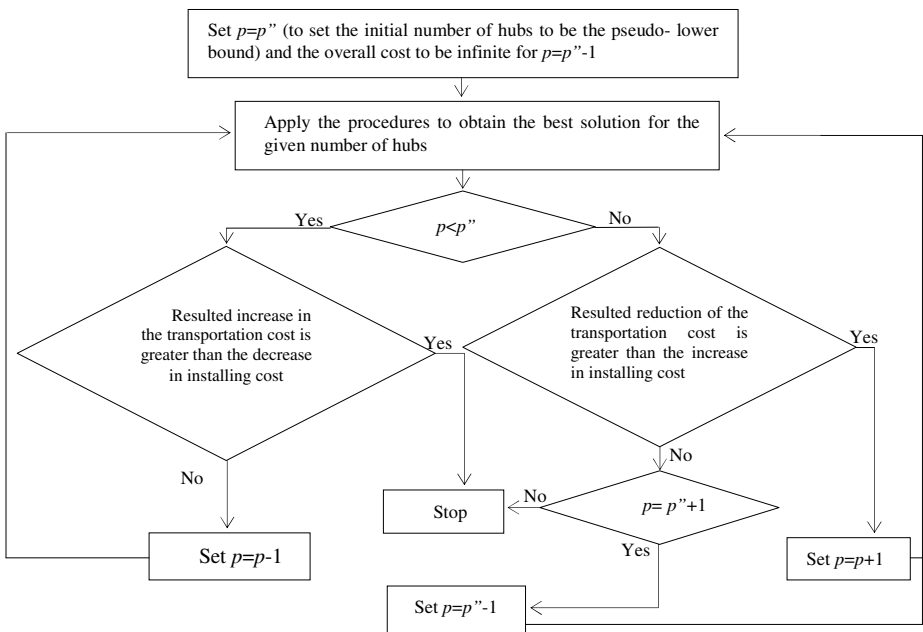 Set p=p” (to set the initial number of hubs to be the pseudo- lower
bound) and the overall cost to be infinite for p=p”-1
Apply the procedures to obtain the best solution for the
given number of hubs
Yes
p<p”
No
Resulted increase in
the transportation cost is
greater than the decrease
in installing cost
Yes
Resulted reduction of the
transportation cost is
greater than the increase
in installing cost
Yes
No
No
Stop
No
p= p”+1
Yes
Set p=p-1
Set p=p+1
Set p=p”-1